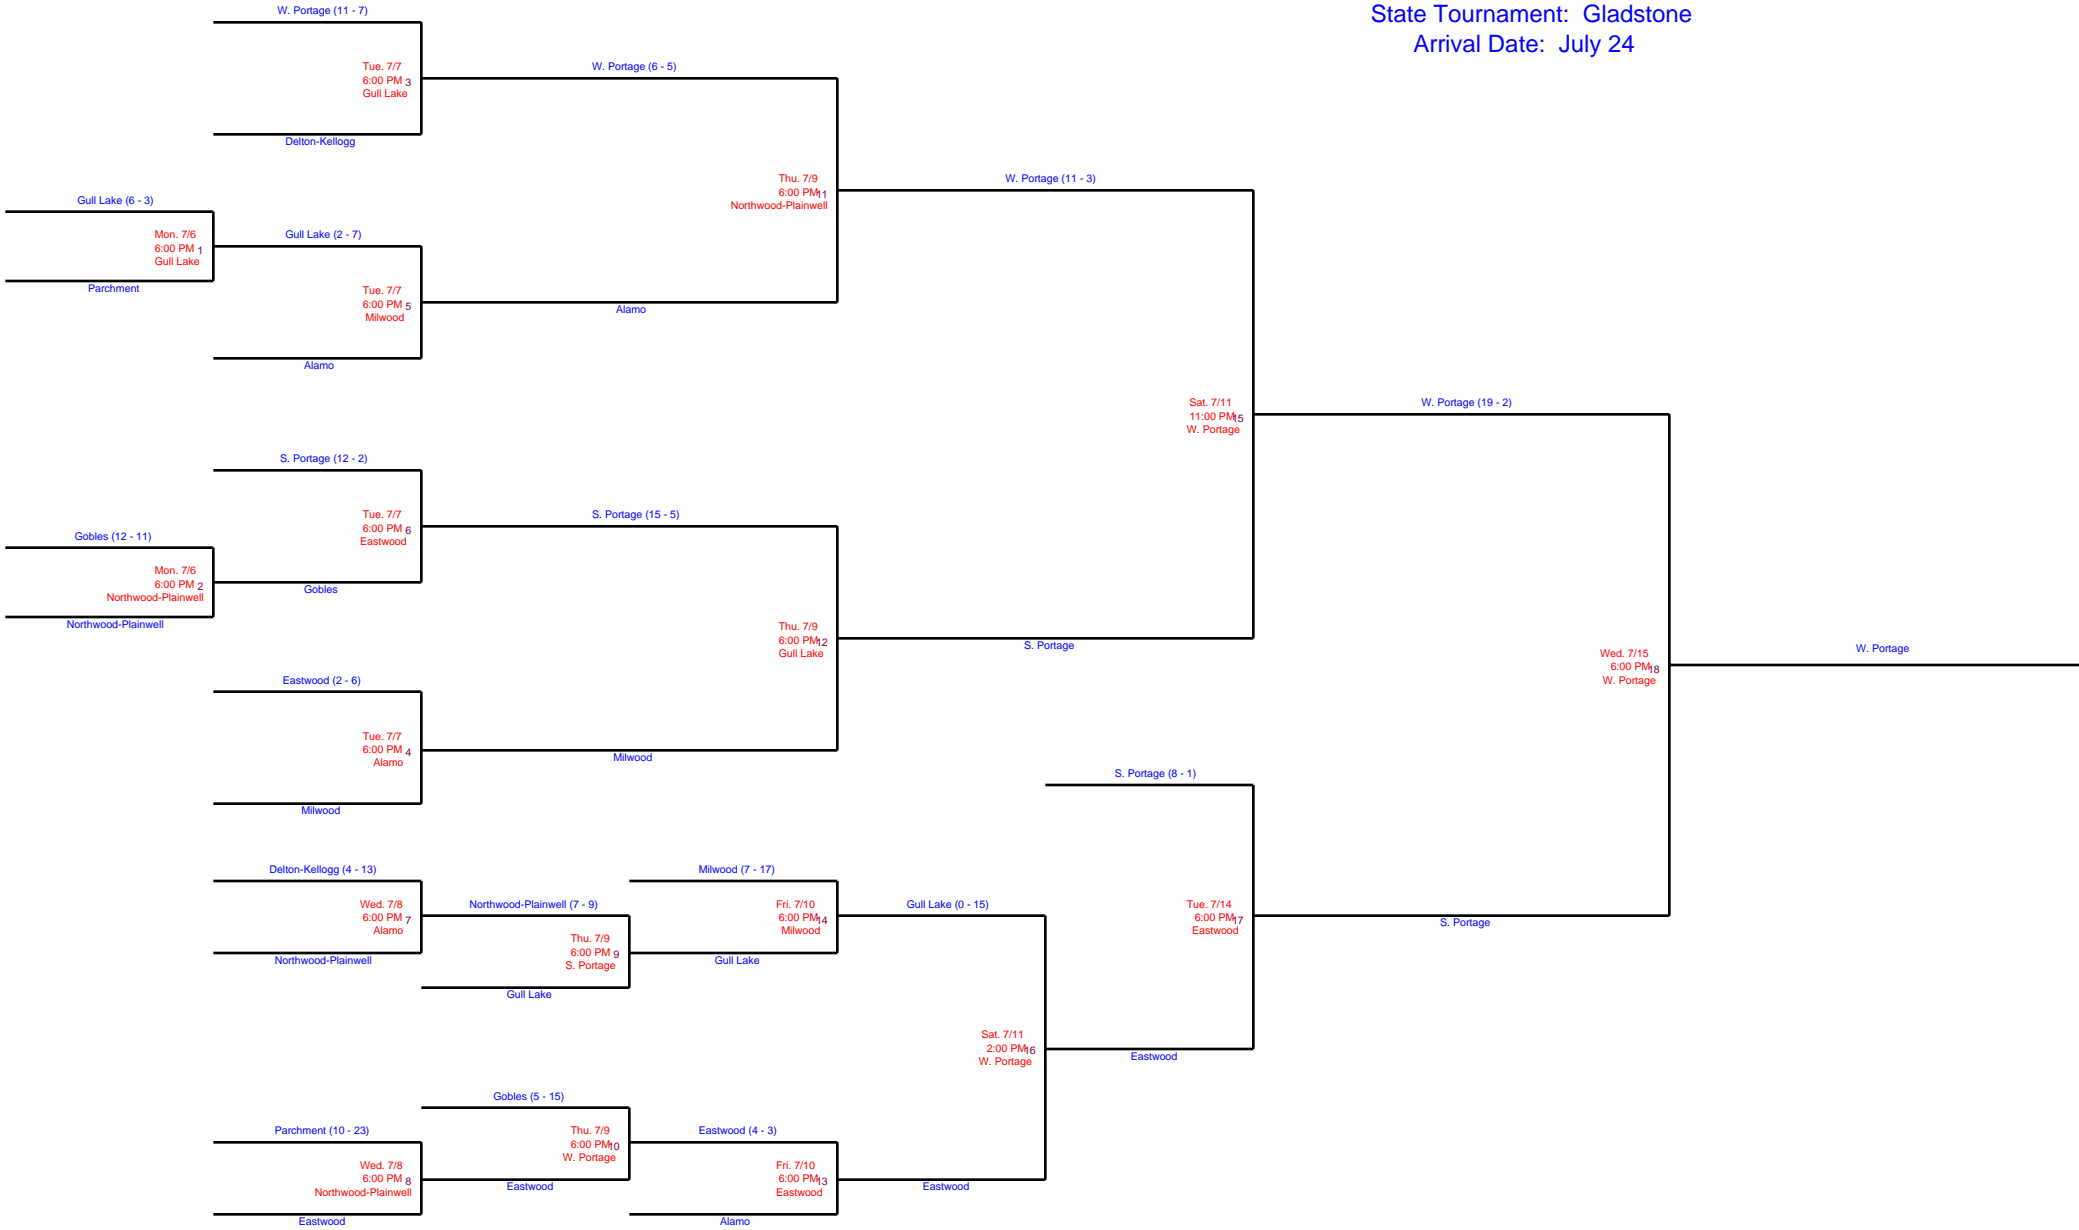 State Tournament: Gladstone
Arrival Date: July 24
W. Portage (11 - 7)
Tue. 7/7
6:00 PM 3
Gull Lake
Delton-Kellogg
W. Portage (6 - 5)
Gull Lake (6 - 3)
Mon. 7/6
6:00 PM 1
Gull Lake
Parchment
Gull Lake (2 - 7)
Tue. 7/7
6:00 PM 5
Milwood
Alamo
Alamo
Thu. 7/9
6:00 PM 11
Northwood-Plainwell
W. Portage (11 - 3)
S. Portage (12 - 2)
Tue. 7/7
6:00 PM 6
Eastwood
Gobles
Gobles (12 - 11)
Mon. 7/6
6:00 PM 2
Northwood-Plainwell
Northwood-Plainwell
S. Portage (15 - 5)
Thu. 7/9
6:00 PM 12
Gull Lake
Eastwood (2 - 6)
Tue. 7/7
6:00 PM 4
Alamo
Milwood
Milwood
S. Portage
Sat. 7/11
11:00 PM 15
W. Portage
W. Portage (19 - 2)
Wed. 7/15
6:00 PM 18
W. Portage
W. Portage
S. Portage (8 - 1)
Tue. 7/14
6:00 PM 17
Eastwood
S. Portage
Delton-Kellogg (4 - 13)
Wed. 7/8
6:00 PM 7
Alamo
Northwood-Plainwell
Northwood-Plainwell (7 - 9)
Thu. 7/9
6:00 PM 9
S. Portage
Gull Lake
Milwood (7 - 17)
Fri. 7/10
6:00 PM 14
Milwood
Gull Lake
Gull Lake (0 - 15)
Sat. 7/11
2:00 PM 16
W. Portage
Eastwood
Gobles (5 - 15)
Thu. 7/9
6:00 PM 10
W. Portage
Eastwood
Parchment (10 - 23)
Wed. 7/8
6:00 PM 8
Northwood-Plainwell
Eastwood
Eastwood (4 - 3)
Fri. 7/10
6:00 PM 13
Eastwood
Alamo
Eastwood